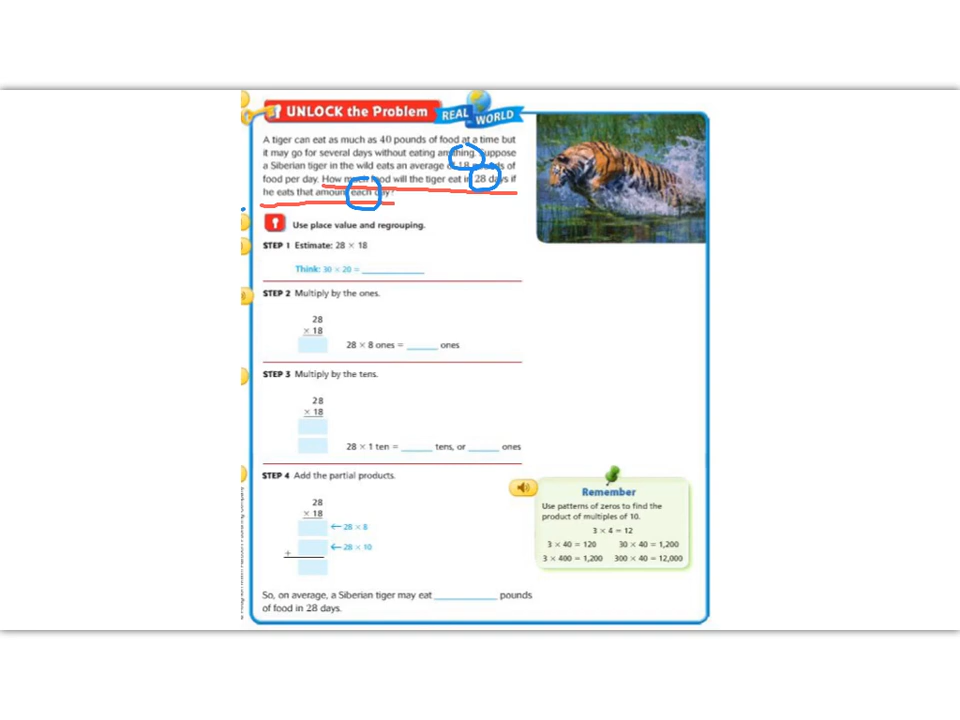 UNLOCK the Problem REAL WORLD
A tiger can eat as much as 40 pounds of food at a time but
it may go for several days without eating anything. Suppose
a Siberian tiger in the wild eats an average of 18 pounds of
food per day. How much food will the tiger eat in 28 days if
he eats that amount each day?
Use place value and regrouping.
STEP 1 Estimate: 28 × 18
Think: 30 × 20 =
STEP 2 Multiply by the ones.
28
× 18
28 × 8 ones = ones
STEP 3 Multiply by the tens.
28
× 18
28 × 1 ten = tens, or ones
STEP 4 Add the partial products.
28
× 18
← 28 × 8
+ ← 28 × 10
So, on average, a Siberian tiger may eat pounds
of food in 28 days.
Remember
Use patterns of zeros to find the
product of multiples of 10.
3 × 4 = 12
3 × 40 = 120 30 × 40 = 1,200
3 × 400 = 1,200 300 × 40 = 12,000